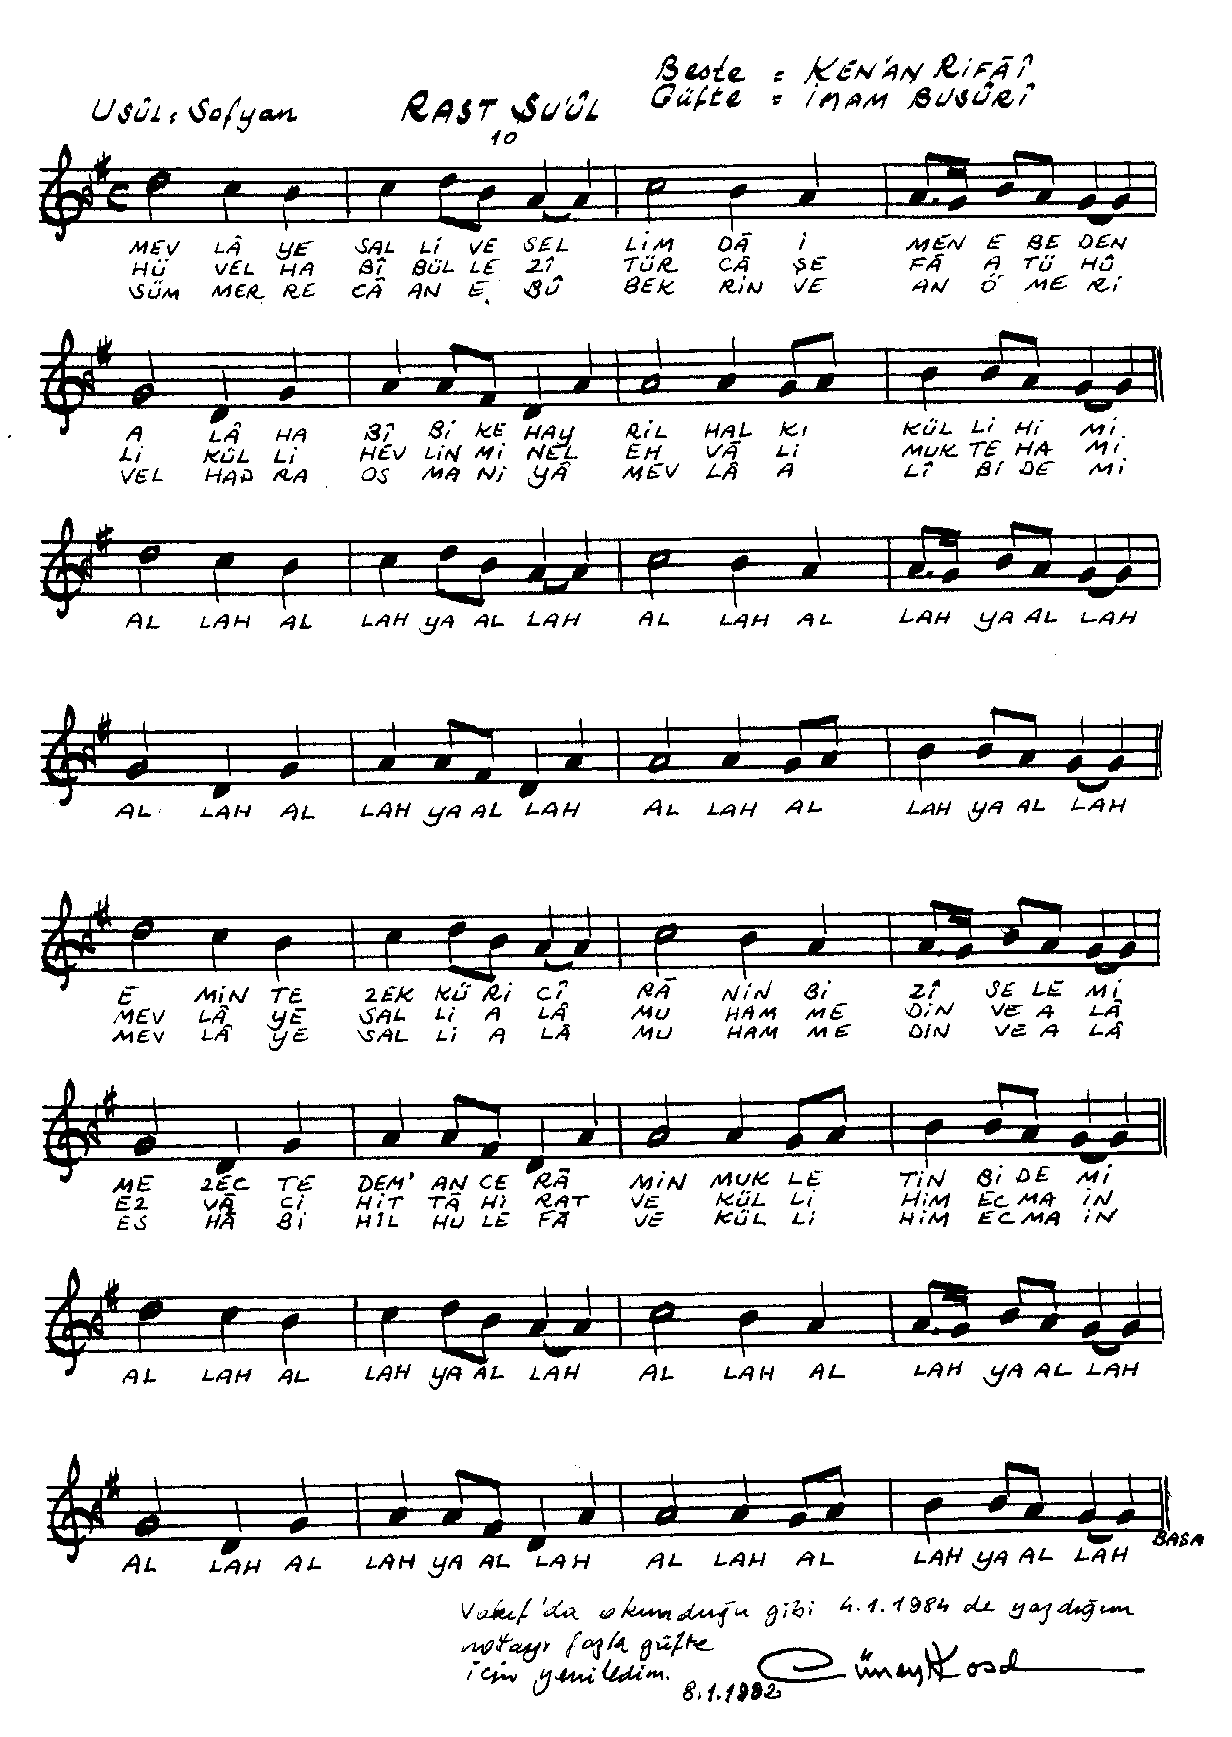 Beste = KEN'AN RİFÂÎ
USÛL: Sofyan RAST ŞUÛL Güfte = İMAM BUSÛRÎ
10
MEV LÂ YE SAL Lİ VE SEL LİM DÂ İ MEN E BE DEN
HÜ VEL HA BÎ BÜL LE ZÎ TÜR CÂ ŞE FÂ A TÜ HÛ
SÜM MER RE CÂ AN E BÛ BEK RİN VE AN Ö ME Rİ
A LÂ HA BÎ Bİ KE HAY RİL HAL KI KÜL Lİ Hİ Mİ
Lİ KÜL Lİ HEV LİN Mİ NEL EH VÂ Lİ MUK TE HA Mİ
VEL HAD RA OS MA Nİ YÂ MEV LÂ A LÎ Bİ DE Mİ
AL LAH AL LAH YA AL LAH AL LAH AL LAH YA AL LAH
AL LAH AL LAH YA AL LAH AL LAH AL LAH YA AL LAH
E MİN TE ZEK KÜ Rİ CÎ RÂ NİN Bİ ZÎ SE LE Mİ
MEV LÂ YE SAL Lİ A LÂ MU HAM ME DİN VE A LÂ
MEV LÂ YE SAL Lİ A LÂ MU HAM ME DİN VE A LÂ
ME ZEC TE DEM' AN CE RÂ MİN MUK LE TİN Bİ DE Mİ
EZ VÂ Cİ HİT TÂ Hİ RAT VE KÜL Lİ HİM EC MA İN
ES HÂ Bİ HİL HU LE FÂ VE KÜL Lİ HİM EC MA İN
AL LAH AL LAH YA AL LAH AL LAH AL LAH YA AL LAH
AL LAH AL LAH YA AL LAH AL LAH AL LAH YA AL LAH BAŞA
Vakıf'da okunduğu gibi 4.1.1984 de yazdığım
notayı fazla güfte
için yeniledim.
8.1.1992